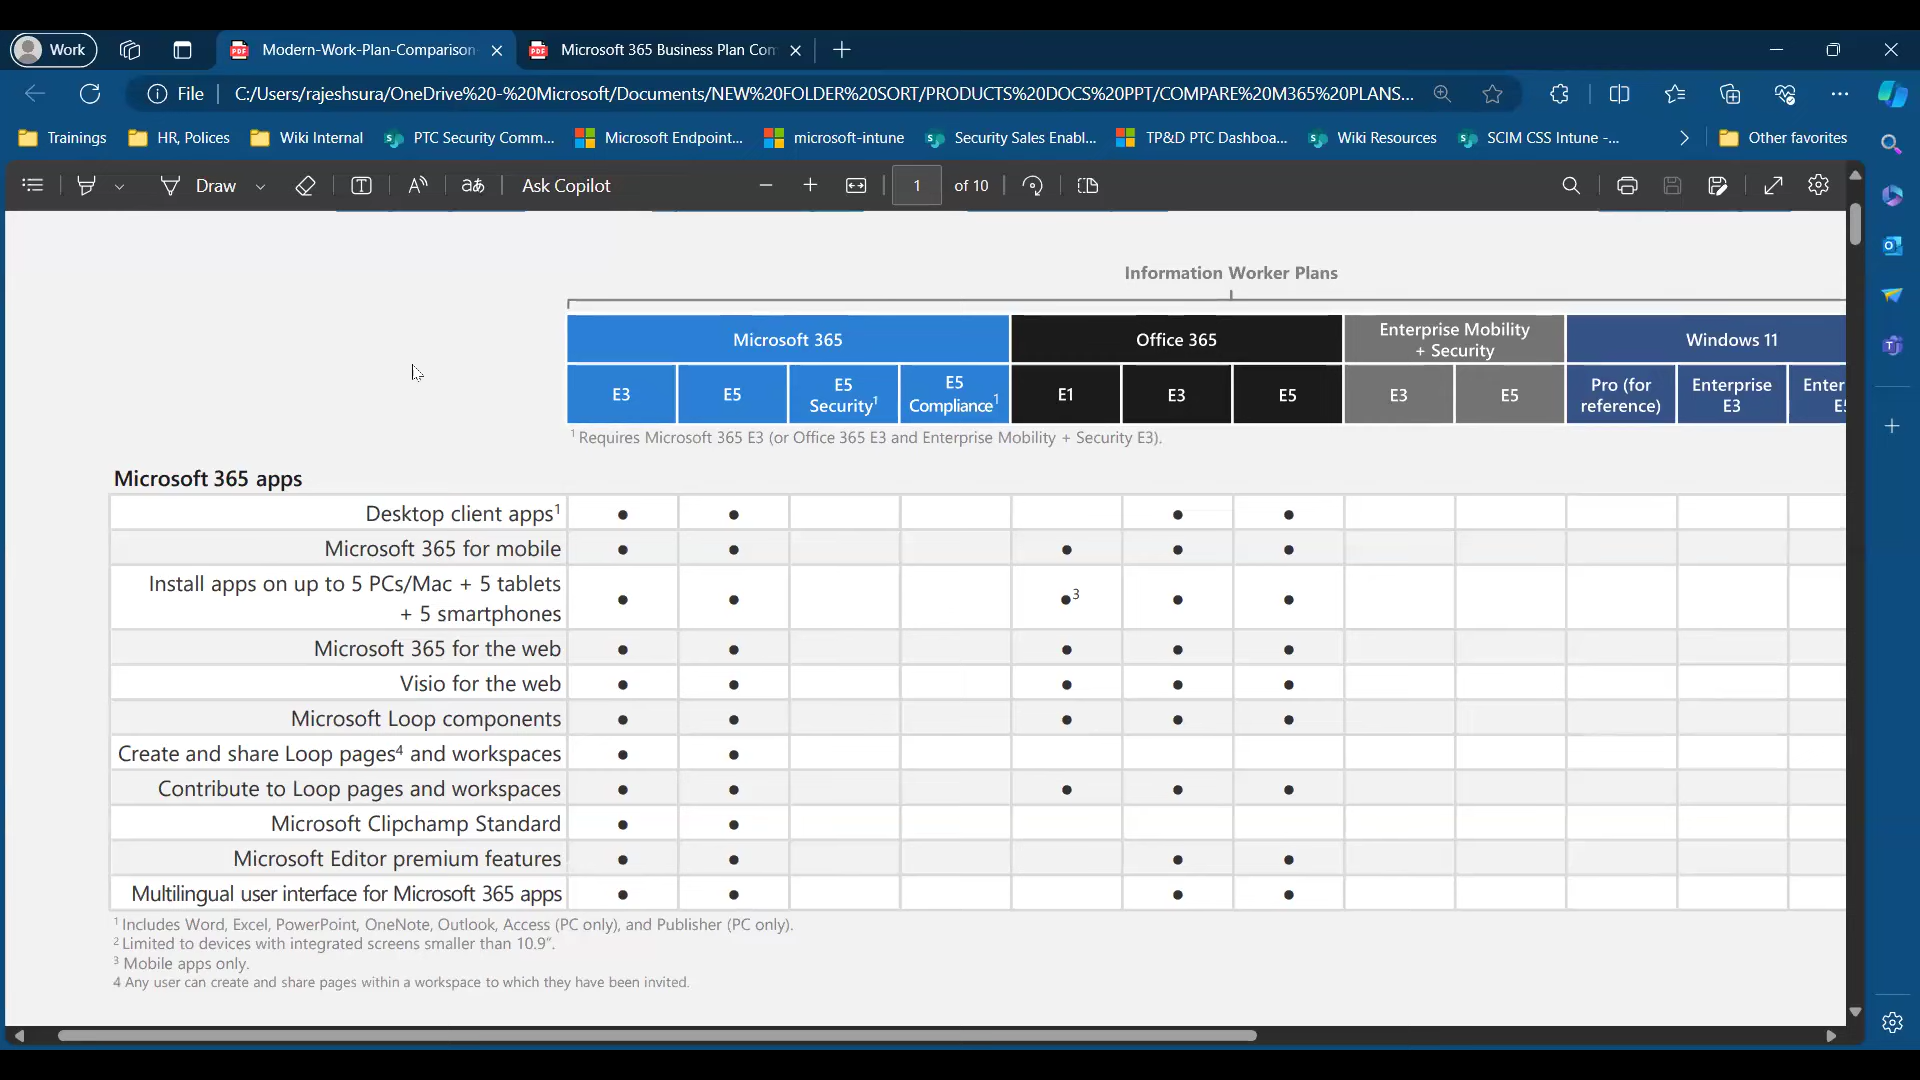 Work
Modern-Work-Plan-Comparison-
Microsoft 365 Business Plan Com
File
C:/Users/rajeshsura/OneDrive%20-%20Microsoft/Documents/NEW%20FOLDER%20SORT/PRODUCTS%20DOCS%20PPT/COMPARE%20M365%20PLANS...
Trainings
HR, Polices
Wiki Internal
PTC Security Comm...
Microsoft Endpoint...
microsoft-intune
Security Sales Enabl...
TP&D PTC Dashboa...
Wiki Resources
SCIM CSS Intune -...
Other favorites
Draw
Ask Copilot
1
of 10
Information Worker Plans
Microsoft 365
Office 365
Enterprise Mobility
+ Security
Windows 11
E3
E5
E5
Security¹
E5
Compliance¹
E1
E3
E5
E3
E5
Pro (for
reference)
Enterprise
E3
Enter
E5
¹ Requires Microsoft 365 E3 (or Office 365 E3 and Enterprise Mobility + Security E3).
Microsoft 365 apps
Desktop client apps¹ ● ● ● ●
Microsoft 365 for mobile ● ● ● ● ●
Install apps on up to 5 PCs/Mac + 5 tablets
+ 5 smartphones ● ● ●³ ● ●
Microsoft 365 for the web ● ● ● ● ●
Visio for the web ● ● ● ● ●
Microsoft Loop components ● ● ● ● ●
Create and share Loop pages⁴ and workspaces ● ●
Contribute to Loop pages and workspaces ● ● ● ● ●
Microsoft Clipchamp Standard ● ●
Microsoft Editor premium features ● ● ● ●
Multilingual user interface for Microsoft 365 apps ● ● ● ●
¹ Includes Word, Excel, PowerPoint, OneNote, Outlook, Access (PC only), and Publisher (PC only).
² Limited to devices with integrated screens smaller than 10.9".
³ Mobile apps only.
4 Any user can create and share pages within a workspace to which they have been invited.